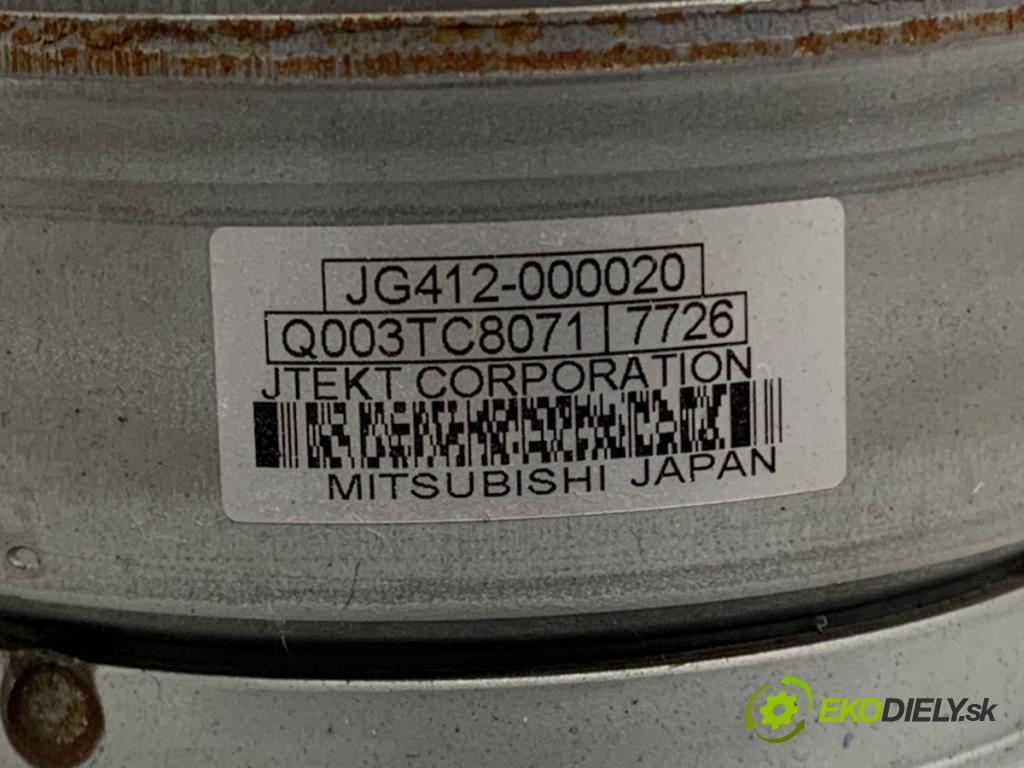 JG412-000020
Q003TC8071 7726
JTEKT CORPORATION
MITSUBISHI JAPAN
EKODIELY.sk